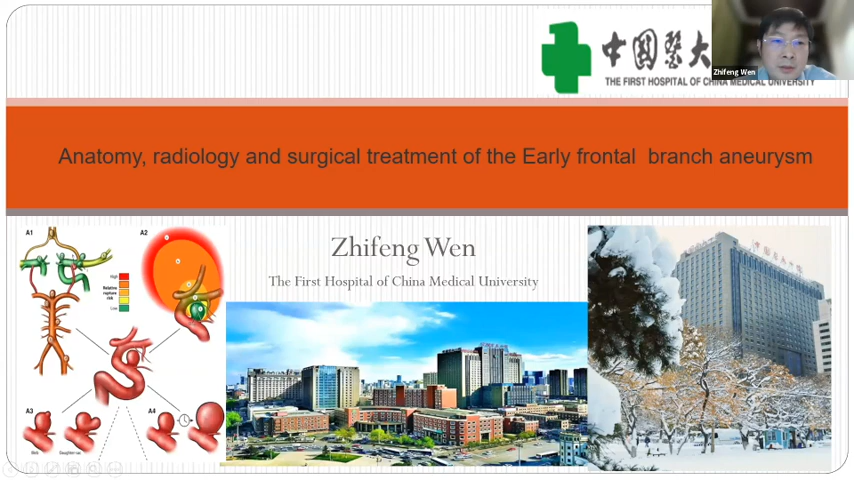 中國醫大
THE FIRST HOSPITAL OF CHINA MEDICAL UNIVERSITY
Zhifeng Wen
Anatomy, radiology and surgical treatment of the Early frontal branch aneurysm
Zhifeng Wen
The First Hospital of China Medical University
A1
A2
High
Relative
rupture
risk
Low
A3
A4